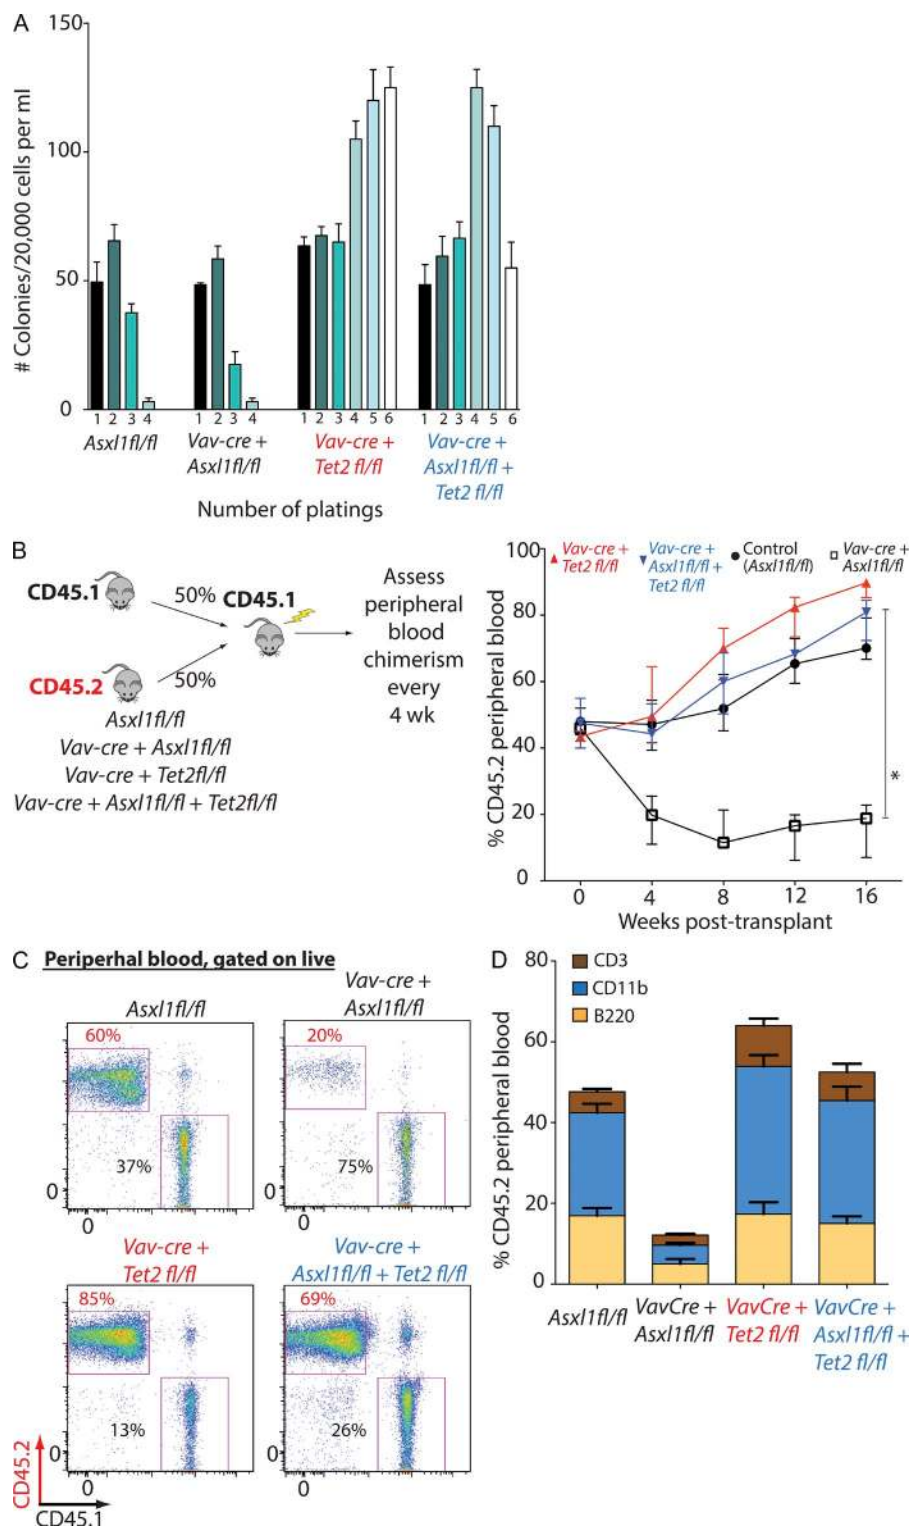 A
150
100
50
0
# Colonies/20,000 cells per ml
1 2 3 4
1 2 3 4
1 2 3 4 5 6
1 2 3 4 5 6
Asxl1fl/fl
Vav-cre +
Asxl1fl/fl
Vav-cre +
Tet2 fl/fl
Vav-cre +
Asxl1fl/fl +
Tet2 fl/fl
Number of platings
B
CD45.1
50%
CD45.1
CD45.2
50%
Asxl1fl/fl
Vav-cre + Asxl1fl/fl
Vav-cre + Tet2fl/fl
Vav-cre + Asxl1fl/fl + Tet2fl/fl
Assess
peripheral
blood
chimerism
every
4 wk
Vav-cre +
Tet2 fl/fl
Vav-cre +
Asxl1fl/fl +
Tet2 fl/fl
Control
(Asxl1fl/fl)
Vav-cre +
Asxl1fl/fl
100
80
60
40
20
0
% CD45.2 peripheral blood
*
0 4 8 12 16
Weeks post-transplant
C Periperhal blood, gated on live
Asxl1fl/fl
60%
37%
0
0
Vav-cre +
Asxl1fl/fl
20%
75%
0
0
Vav-cre +
Tet2 fl/fl
85%
13%
0
0
Vav-cre +
Asxl1fl/fl + Tet2 fl/fl
69%
26%
0
0
CD45.2
CD45.1
D
80
60
40
20
0
% CD45.2 peripheral blood
CD3
CD11b
B220
Asxl1fl/fl
VavCre +
Asxl1fl/fl
VavCre +
Tet2 fl/fl
VavCre +
Asxl1fl/fl +
Tet2 fl/fl